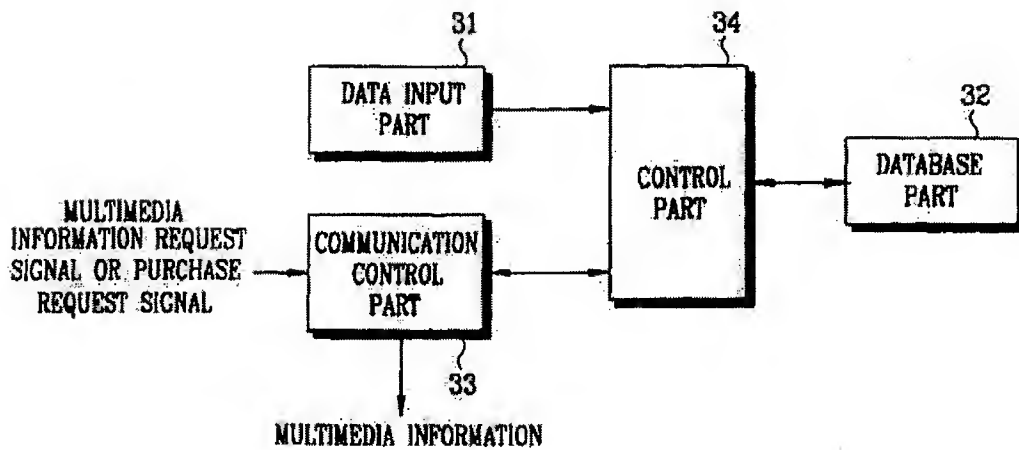 31
DATA INPUT
PART
34
CONTROL
PART
32
DATABASE
PART
MULTIMEDIA
INFORMATION REQUEST
SIGNAL OR PURCHASE
REQUEST SIGNAL
COMMUNICATION
CONTROL
PART
33
MULTIMEDIA INFORMATION